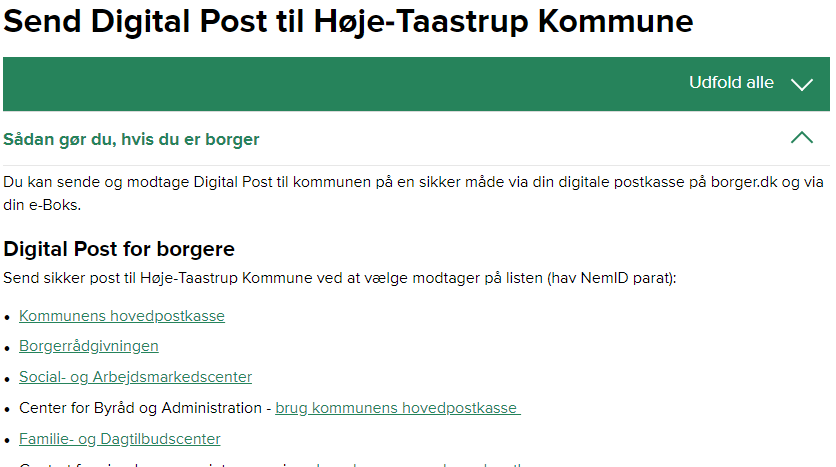 Send Digital Post til Høje-Taastrup Kommune
Udfold alle
Sådan gør du, hvis du er borger
Du kan sende og modtage Digital Post til kommunen på en sikker måde via din digitale postkasse på borger.dk og via
din e-Boks.
Digital Post for borgere
Send sikker post til Høje-Taastrup Kommune ved at vælge modtager på listen (hav NemID parat):
• Kommunens hovedpostkasse
• Borgerrådgivningen
• Social- og Arbejdsmarkedscenter
• Center for Byråd og Administration - brug kommunens hovedpostkasse
• Familie- og Dagtilbudscenter